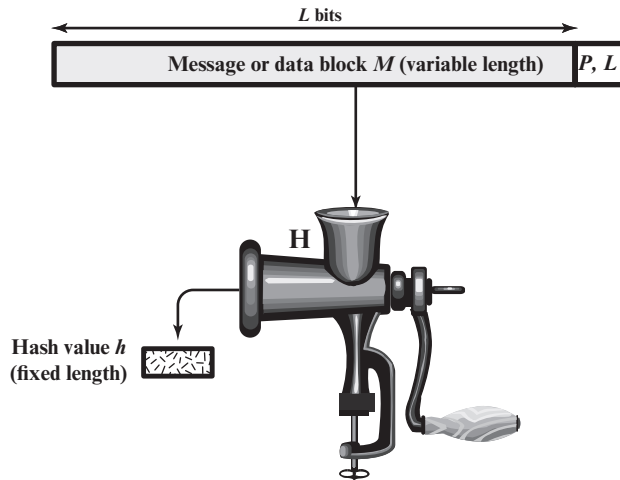 L bits
Message or data block M (variable length)
P, L
H
Hash value h
(fixed length)